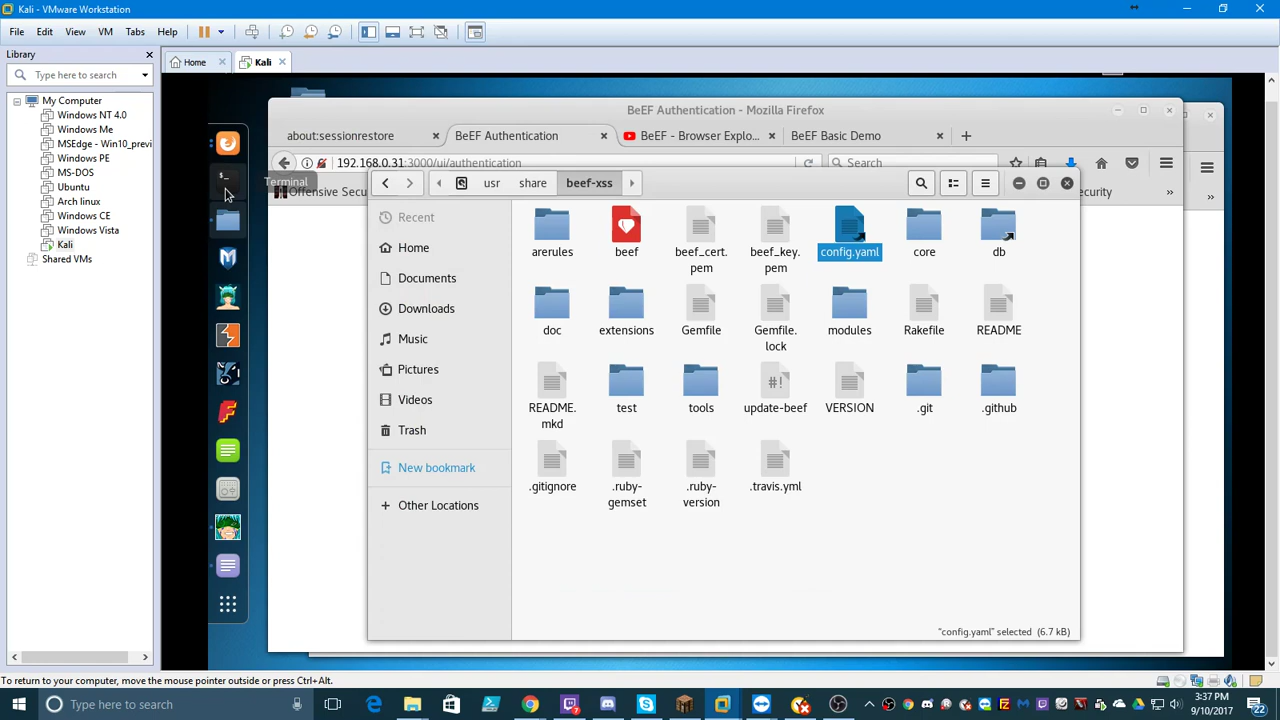 Kali - VMware Workstation
File Edit View VM Tabs Help
Library
Type here to search
Home
Kali
My Computer
Windows NT 4.0
Windows Me
MSEdge - Win10_previ
Windows PE
MS-DOS
Ubuntu
Arch linux
Windows CE
Windows Vista
Kali
Shared VMs
BeEF Authentication - Mozilla Firefox
about:sessionrestore
BeEF Authentication
BeEF - Browser Explo...
BeEF Basic Demo
192.168.0.31:3000/ui/authentication
Search
Terminal
Offensive Secu
ecurity
usr share beef-xss
Recent
Home
Documents
Downloads
Music
Pictures
Videos
Trash
New bookmark
Other Locations
arerules
beef
beef_cert.
pem
beef_key.
pem
config.yaml
core
db
doc
extensions
Gemfile
Gemfile.
lock
modules
Rakefile
README
README.
mkd
test
tools
update-beef
VERSION
.git
.github
.gitignore
.ruby-
gemset
.ruby-
version
.travis.yml
"config.yaml" selected (6.7 kB)
To return to your computer, move the mouse pointer outside or press Ctrl+Alt.
Type here to search
3:37 PM
9/10/2017
22